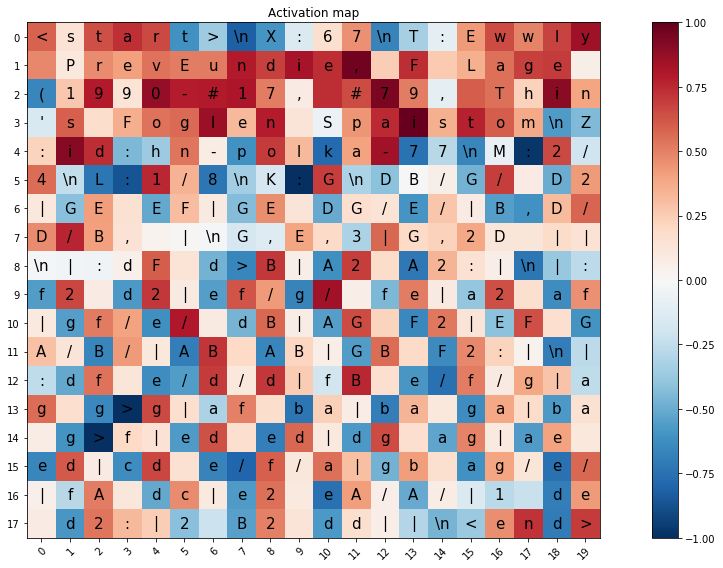 Activation map
0 < s t a r t > \n X : 6 7 \n T : E w w l y
1 P r e v E u n d i e , F L a g e
2 ( 1 9 9 0 - # 1 7 , # 7 9 , T h i n
3 ' s F o g l e n S p a i s t o m \n Z
4 : i d : h n - p o l k a - 7 7 \n M : 2 /
5 4 \n L : 1 / 8 \n K : G \n D B / G / D 2
6 | G E E F | G E D G / E / | B , D /
7 D / B , | \n G , E , 3 | G , 2 D | |
8 \n | : d F d > B | A 2 A 2 : | \n | :
9 f 2 d 2 | e f / g / f e | a 2 a f
10 | g f / e / d B | A G F 2 | E F G
11 A / B / | A B A B | G B F 2 : | \n |
12 : d f e / d / d | f B e / f / g | a
13 g g > g | a f b a | b a g a | b a
14 g > f | e d e d | d g a g | a e
15 e d | c d e / f / a | g b a g / e /
16 | f A d c | e 2 e A / A / | 1 d e
17 d 2 : | 2 B 2 d d | | \n < e n d >
0 1 2 3 4 5 6 7 8 9 10 11 12 13 14 15 16 17 18 19
1.00
0.75
0.50
0.25
0.00
−0.25
−0.50
−0.75
−1.00